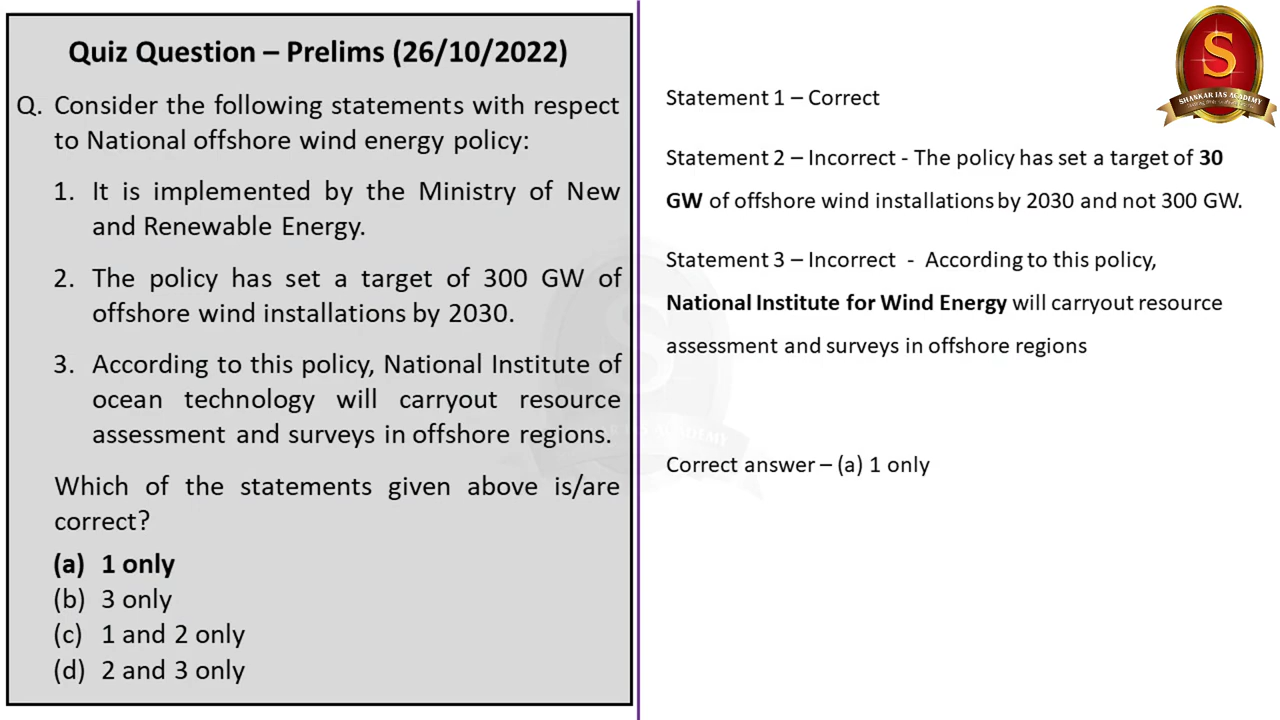 Quiz Question – Prelims (26/10/2022)
Q. Consider the following statements with respect
to National offshore wind energy policy:
1. It is implemented by the Ministry of New
and Renewable Energy.
2. The policy has set a target of 300 GW of
offshore wind installations by 2030.
3. According to this policy, National Institute of
ocean technology will carryout resource
assessment and surveys in offshore regions.
Which of the statements given above is/are
correct?
(a) 1 only
(b) 3 only
(c) 1 and 2 only
(d) 2 and 3 only
Statement 1 – Correct
Statement 2 – Incorrect - The policy has set a target of 30
GW of offshore wind installations by 2030 and not 300 GW.
Statement 3 – Incorrect - According to this policy,
National Institute for Wind Energy will carryout resource
assessment and surveys in offshore regions
Correct answer – (a) 1 only
S
SHANKAR IAS ACADEMY